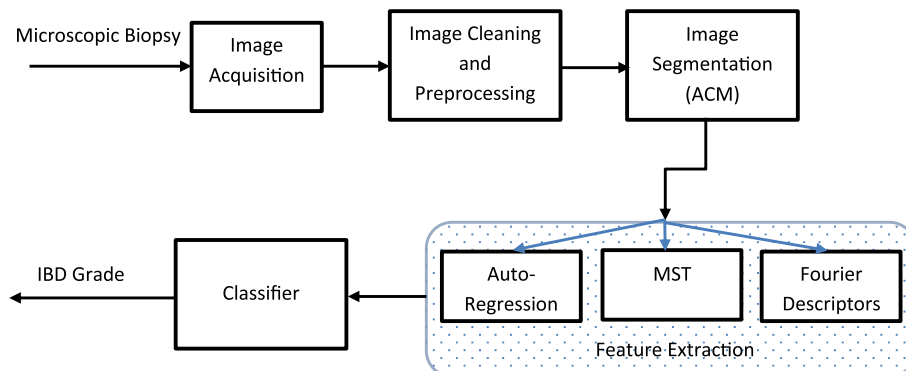 Microscopic Biopsy
Image
Acquisition
Image Cleaning
and
Preprocessing
Image
Segmentation
(ACM)
Auto-
Regression
MST
Fourier
Descriptors
Feature Extraction
Classifier
IBD Grade